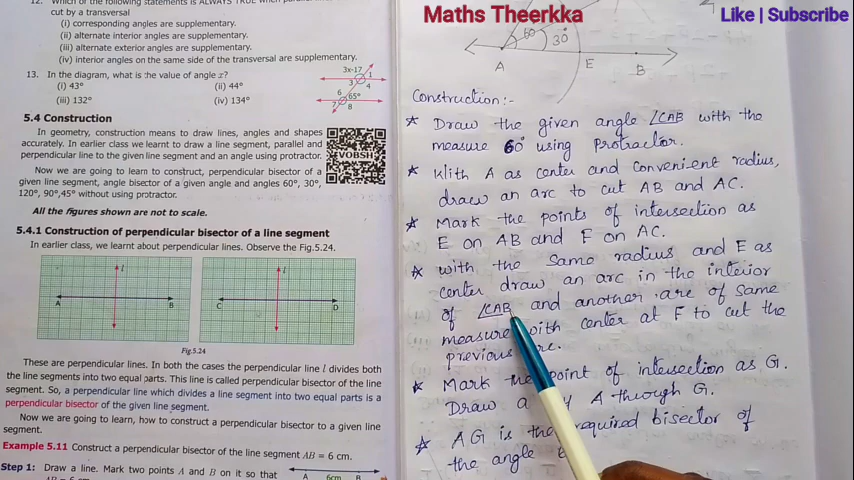 Maths Theerkka
Like | Subscribe
12. Which of the following statements is ALWAYS TRUE when parallel
cut by a transversal
(i) corresponding angles are supplementary.
(ii) alternate interior angles are supplementary.
(iii) alternate exterior angles are supplementary.
(iv) interior angles on the same side of the transversal are supplementary.
13. In the diagram, what is the value of angle x?
(i) 43° (ii) 44°
(iii) 132° (iv) 134°
3x-17 1
3 4
6 65°
7 8
5.4 Construction
In geometry, construction means to draw lines, angles and shapes
accurately. In earlier class we learnt to draw a line segment, parallel and
perpendicular to the given line segment and an angle using protractor.
VOBSH
Now we are going to learn to construct, perpendicular bisector of a
given line segment, angle bisector of a given angle and angles 60°, 30°,
120°, 90°,45° without using protractor.
All the figures shown are not to scale.
5.4.1 Construction of perpendicular bisector of a line segment
In earlier class, we learnt about perpendicular lines. Observe the Fig.5.24.
l
A B
l
C D
Fig.5.24
These are perpendicular lines. In both the cases the perpendicular line l divides both
the line segments into two equal parts. This line is called perpendicular bisector of the line
segment. So, a perpendicular line which divides a line segment into two equal parts is a
perpendicular bisector of the given line segment.
Now we are going to learn, how to construct a perpendicular bisector to a given line
segment.
Example 5.11 Construct a perpendicular bisector of the line segment AB = 6 cm.
Step 1: Draw a line. Mark two points A and B on it so that
AB = 6 cm.
A 6cm B
60 30°
A E B
Construction:-
* Draw the given angle ∠CAB with the
measure 60° using Protractor.
* With A as center and convenient radius,
draw an arc to cut AB and AC.
* Mark the points of intersection as
E on AB and F on AC.
* with the same radius and E as
center draw an arc in the interior
of ∠CAB and another arc of same
measure with center at F to cut the
previous arc.
* Mark the point of intersection as G.
Draw a A through G.
* AG is the required bisector of
the angle